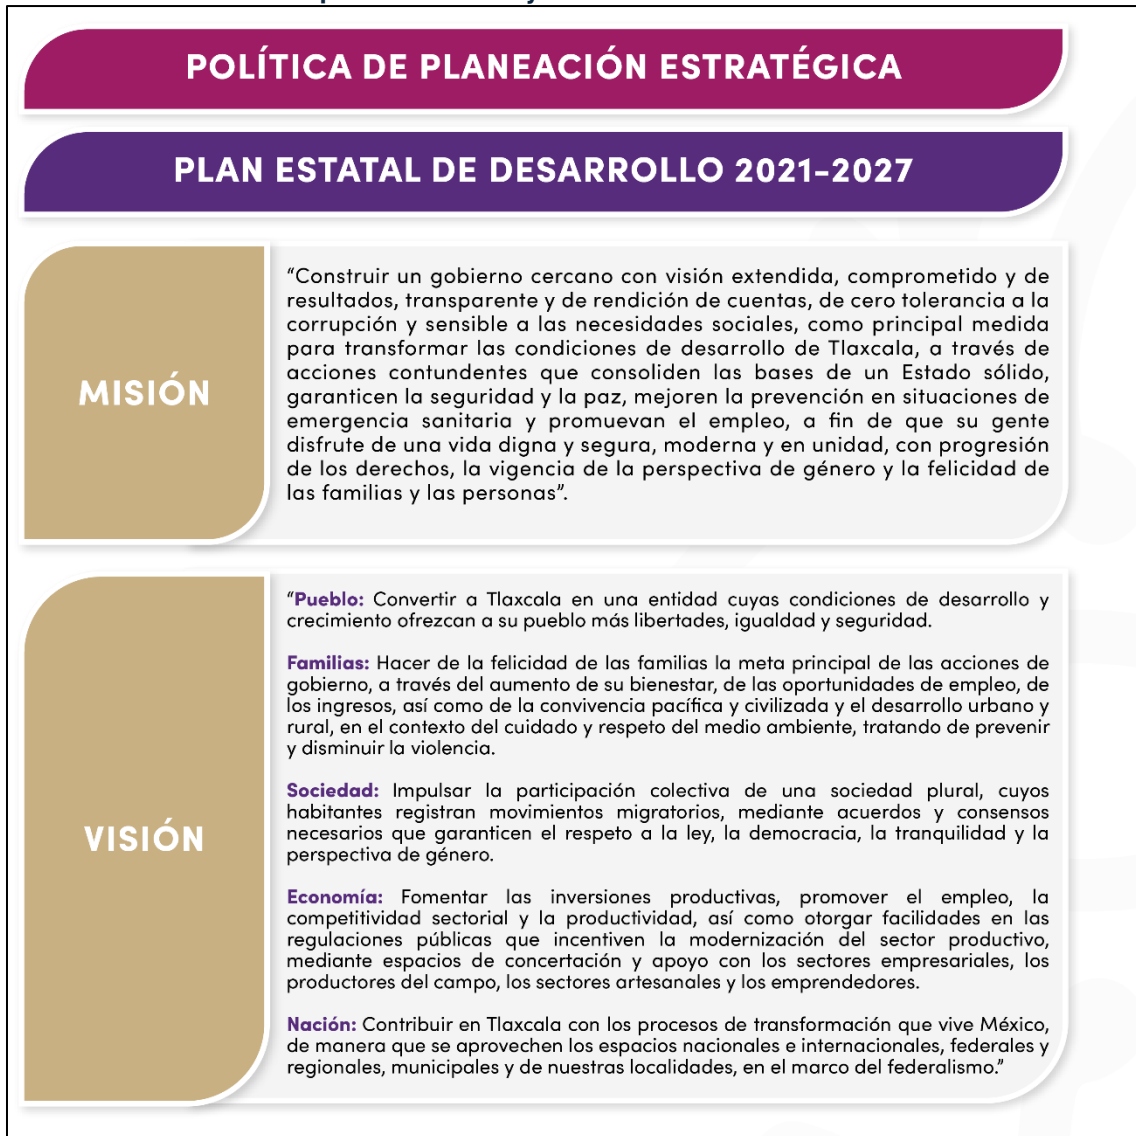 POLÍTICA DE PLANEACIÓN ESTRATÉGICA
PLAN ESTATAL DE DESARROLLO 2021-2027
MISIÓN
“Construir un gobierno cercano con visión extendida, comprometido y de
resultados, transparente y de rendición de cuentas, de cero tolerancia a la
corrupción y sensible a las necesidades sociales, como principal medida
para transformar las condiciones de desarrollo de Tlaxcala, a través de
acciones contundentes que consoliden las bases de un Estado sólido,
garanticen la seguridad y la paz, mejoren la prevención en situaciones de
emergencia sanitaria y promuevan el empleo, a fin de que su gente
disfrute de una vida digna y segura, moderna y en unidad, con progresión
de los derechos, la vigencia de la perspectiva de género y la felicidad de
las familias y las personas”.
VISIÓN
“Pueblo: Convertir a Tlaxcala en una entidad cuyas condiciones de desarrollo y
crecimiento ofrezcan a su pueblo más libertades, igualdad y seguridad.
Familias: Hacer de la felicidad de las familias la meta principal de las acciones de
gobierno, a través del aumento de su bienestar, de las oportunidades de empleo, de
los ingresos, así como de la convivencia pacífica y civilizada y el desarrollo urbano y
rural, en el contexto del cuidado y respeto del medio ambiente, tratando de prevenir
y disminuir la violencia.
Sociedad: Impulsar la participación colectiva de una sociedad plural, cuyos
habitantes registran movimientos migratorios, mediante acuerdos y consensos
necesarios que garanticen el respeto a la ley, la democracia, la tranquilidad y la
perspectiva de género.
Economía: Fomentar las inversiones productivas, promover el empleo, la
competitividad sectorial y la productividad, así como otorgar facilidades en las
regulaciones públicas que incentiven la modernización del sector productivo,
mediante espacios de concertación y apoyo con los sectores empresariales, los
productores del campo, los sectores artesanales y los emprendedores.
Nación: Contribuir en Tlaxcala con los procesos de transformación que vive México,
de manera que se aprovechen los espacios nacionales e internacionales, federales y
regionales, municipales y de nuestras localidades, en el marco del federalismo.”